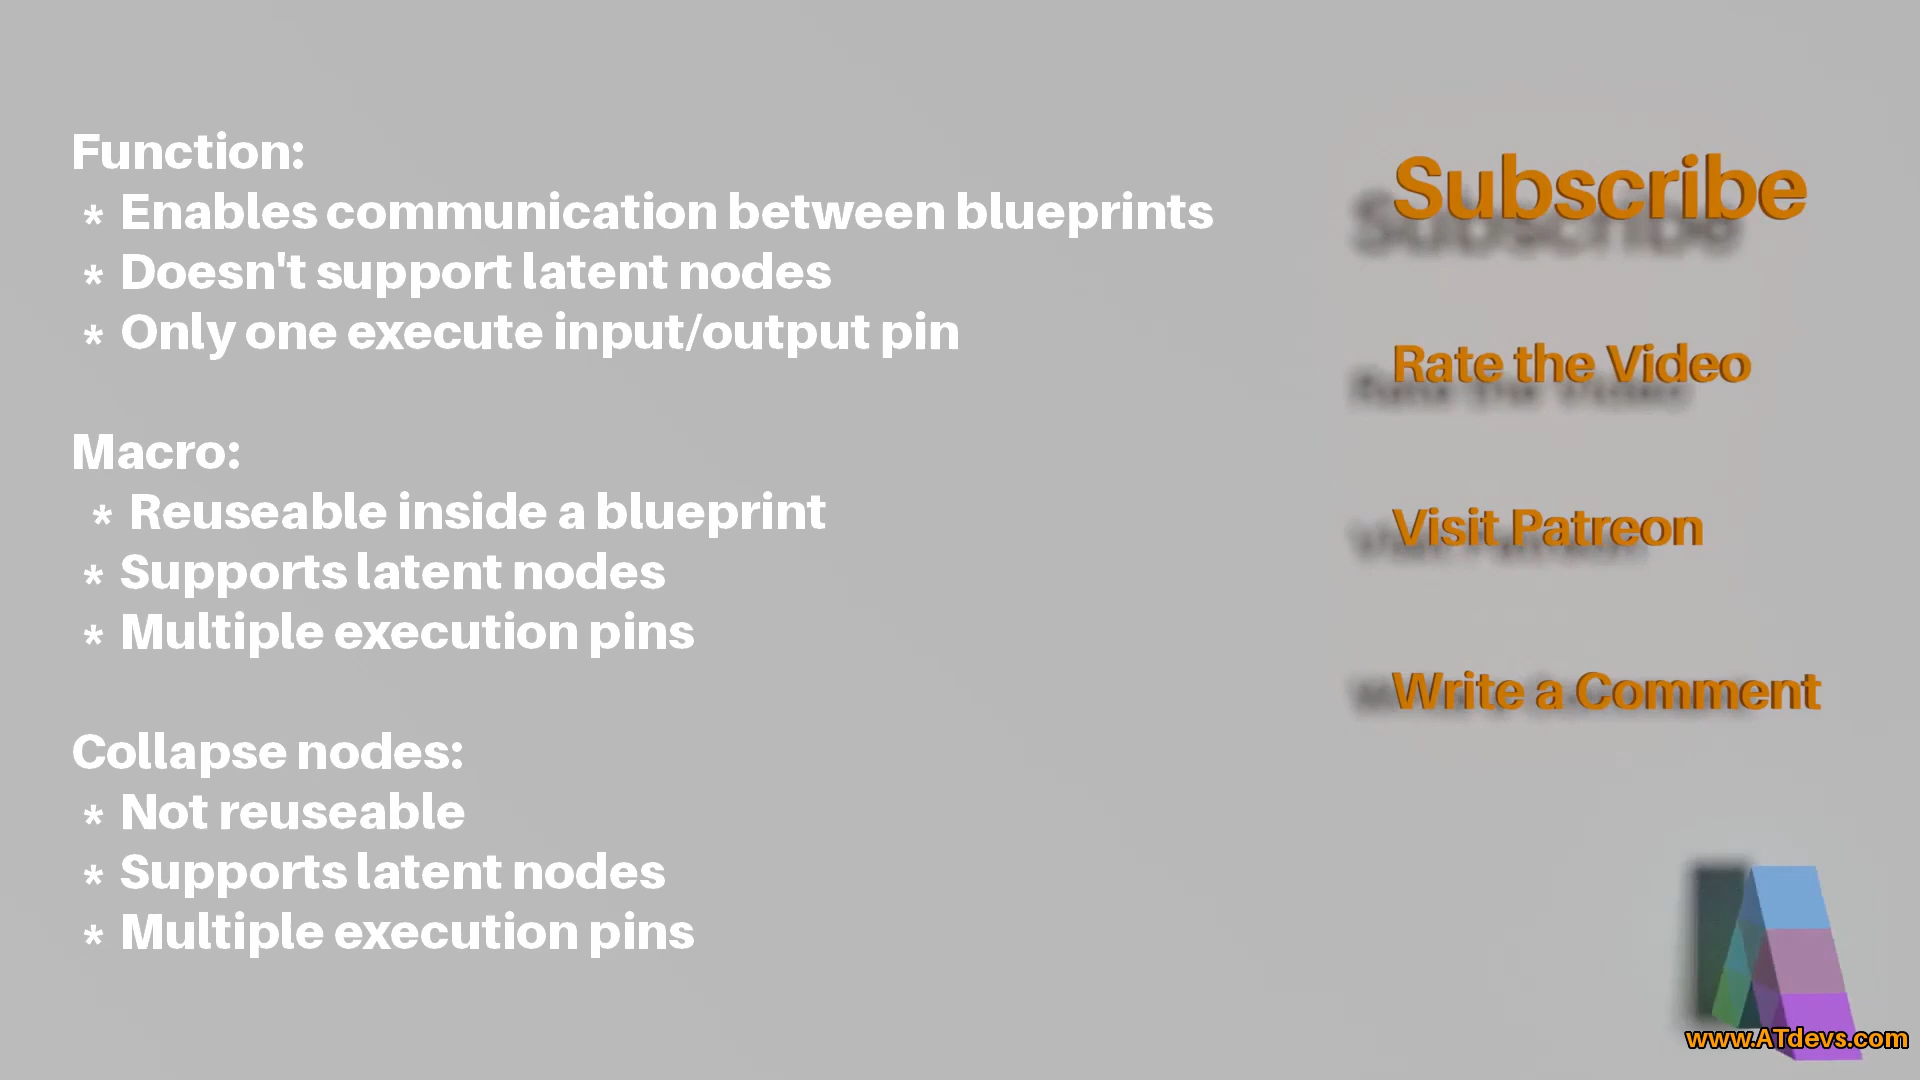 Function:
* Enables communication between blueprints
* Doesn't support latent nodes
* Only one execute input/output pin
Macro:
* Reuseable inside a blueprint
* Supports latent nodes
* Multiple execution pins
Collapse nodes:
* Not reuseable
* Supports latent nodes
* Multiple execution pins
Subscribe
Rate the Video
Visit Patreon
Write a Comment
www.ATdevs.com